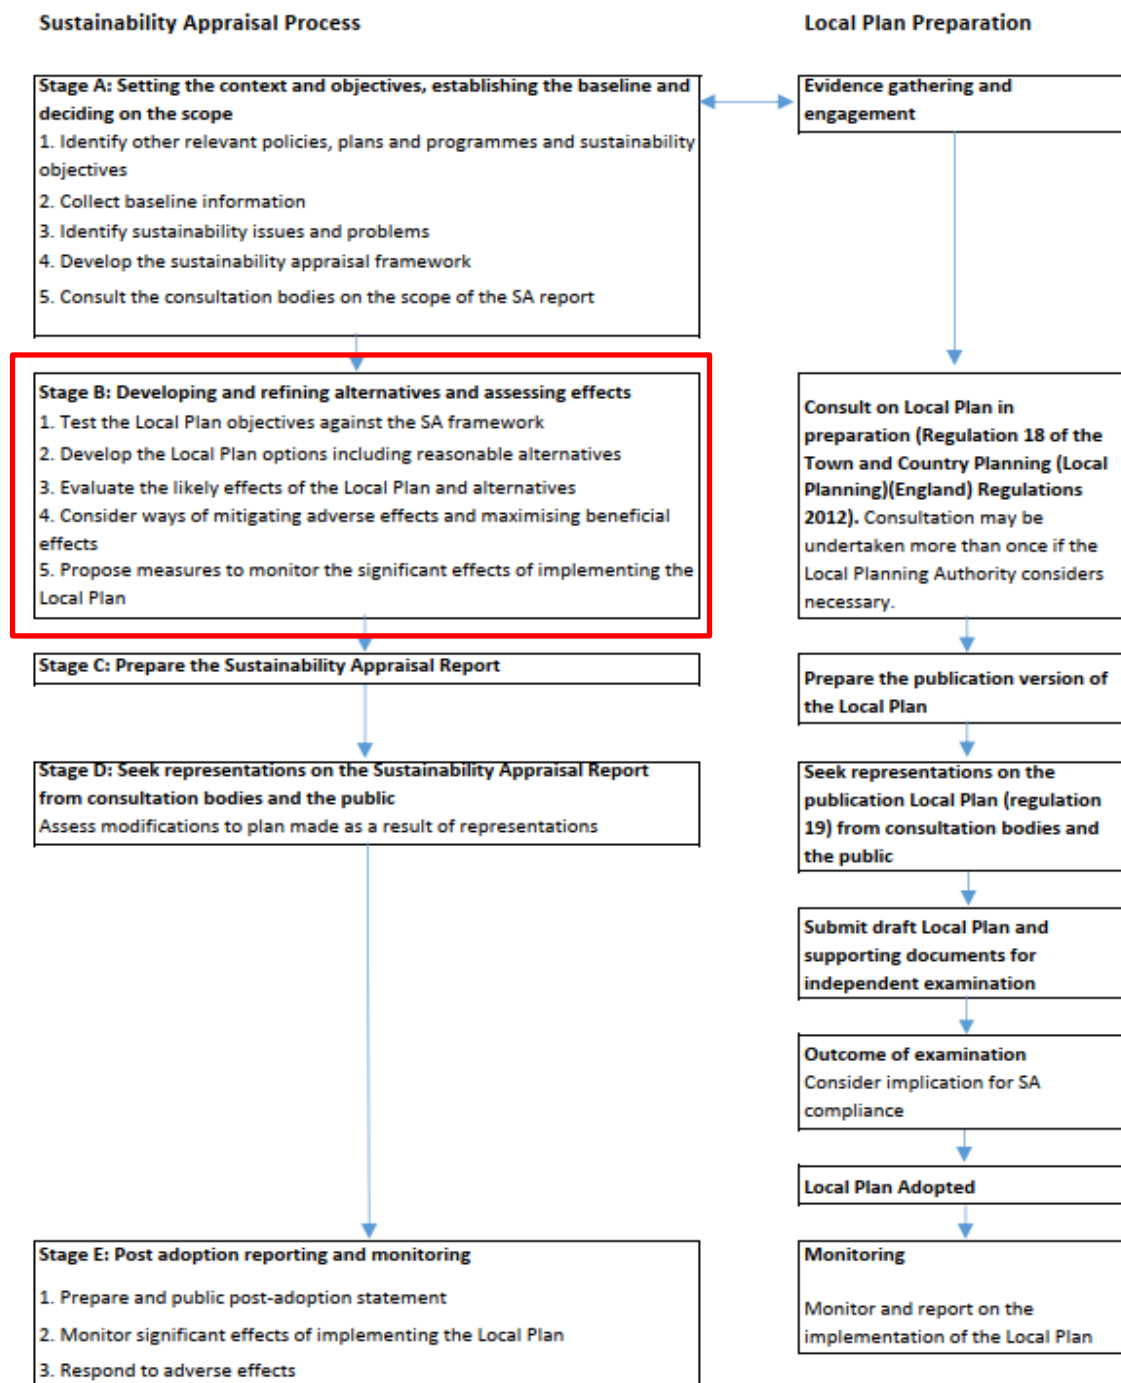 Sustainability Appraisal Process
Stage A: Setting the context and objectives, establishing the baseline and
deciding on the scope
1. Identify other relevant policies, plans and programmes and sustainability
objectives
2. Collect baseline information
3. Identify sustainability issues and problems
4. Develop the sustainability appraisal framework
5. Consult the consultation bodies on the scope of the SA report
Stage B: Developing and refining alternatives and assessing effects
1. Test the Local Plan objectives against the SA framework
2. Develop the Local Plan options including reasonable alternatives
3. Evaluate the likely effects of the Local Plan and alternatives
4. Consider ways of mitigating adverse effects and maximising beneficial
effects
5. Propose measures to monitor the significant effects of implementing the
Local Plan
Stage C: Prepare the Sustainability Appraisal Report
Stage D: Seek representations on the Sustainability Appraisal Report
from consultation bodies and the public
Assess modifications to plan made as a result of representations
Stage E: Post adoption reporting and monitoring
1. Prepare and public post-adoption statement
2. Monitor significant effects of implementing the Local Plan
3. Respond to adverse effects
Local Plan Preparation
Evidence gathering and
engagement
Consult on Local Plan in
preparation (Regulation 18 of the
Town and Country Planning (Local
Planning)(England) Regulations
2012). Consultation may be
undertaken more than once if the
Local Planning Authority considers
necessary.
Prepare the publication version of
the Local Plan
Seek representations on the
publication Local Plan (regulation
19) from consultation bodies and
the public
Submit draft Local Plan and
supporting documents for
independent examination
Outcome of examination
Consider implication for SA
compliance
Local Plan Adopted
Monitoring
Monitor and report on the
implementation of the Local Plan